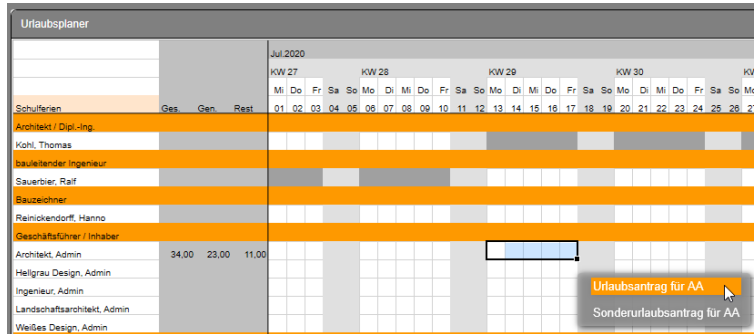 Urlaubsplaner
Jul.2020
KW 27 KW 28 KW 29 KW 30
Mi Do Fr Sa So Mo Di Mi Do Fr Sa So Mo Di Mi Do Fr Sa So Mo Di Mi Do Fr Sa So
Schulferien Ges. Gen. Rest 01 02 03 04 05 06 07 08 09 10 11 12 13 14 15 16 17 18 19 20 21 22 23 24 25 26
Architekt / Dipl.-Ing.
Kohl, Thomas
bauleitender Ingenieur
Sauerbier, Ralf
Bauzeichner
Reinickendorff, Hanno
Geschäftsführer / Inhaber
Architekt, Admin 34,00 23,00 11,00
Hellgrau Design, Admin
Ingenieur, Admin
Landschaftsarchitekt, Admin
Weißes Design, Admin
Urlaubsantrag für AA
Sonderurlaubsantrag für AA